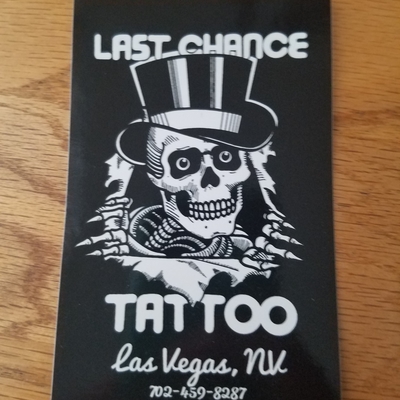 LAST CHANCE
TATTOO
Las Vegas, NV
702-459-8287